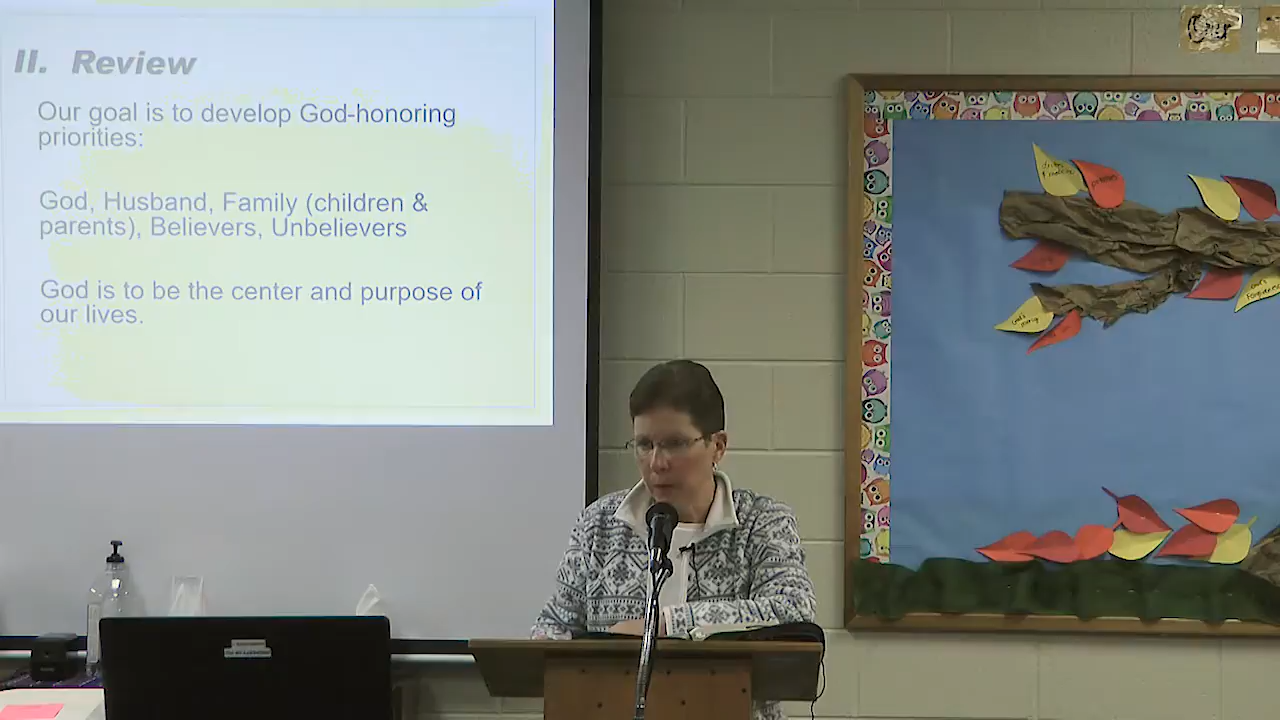 II. Review
Our goal is to develop God-honoring
priorities:
God, Husband, Family (children &
parents), Believers, Unbelievers
God is to be the center and purpose of
our lives.
Our